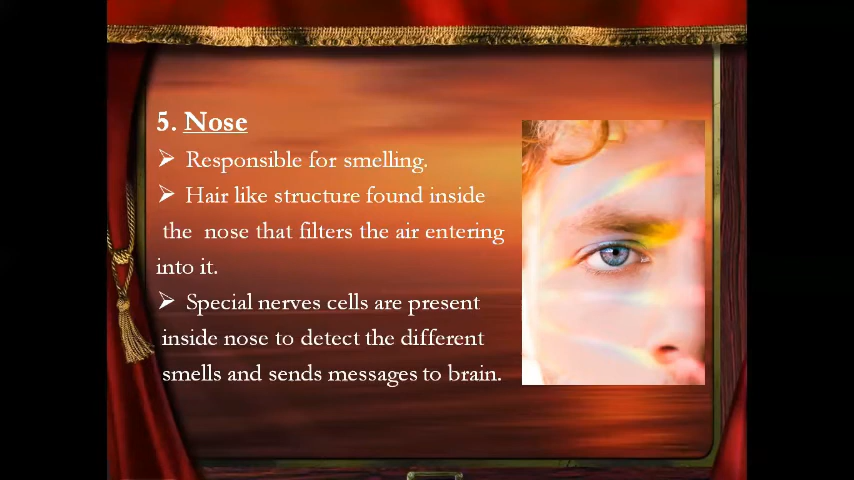 5. Nose
➢ Responsible for smelling.
➢ Hair like structure found inside
the nose that filters the air entering
into it.
➢ Special nerves cells are present
inside nose to detect the different
smells and sends messages to brain.